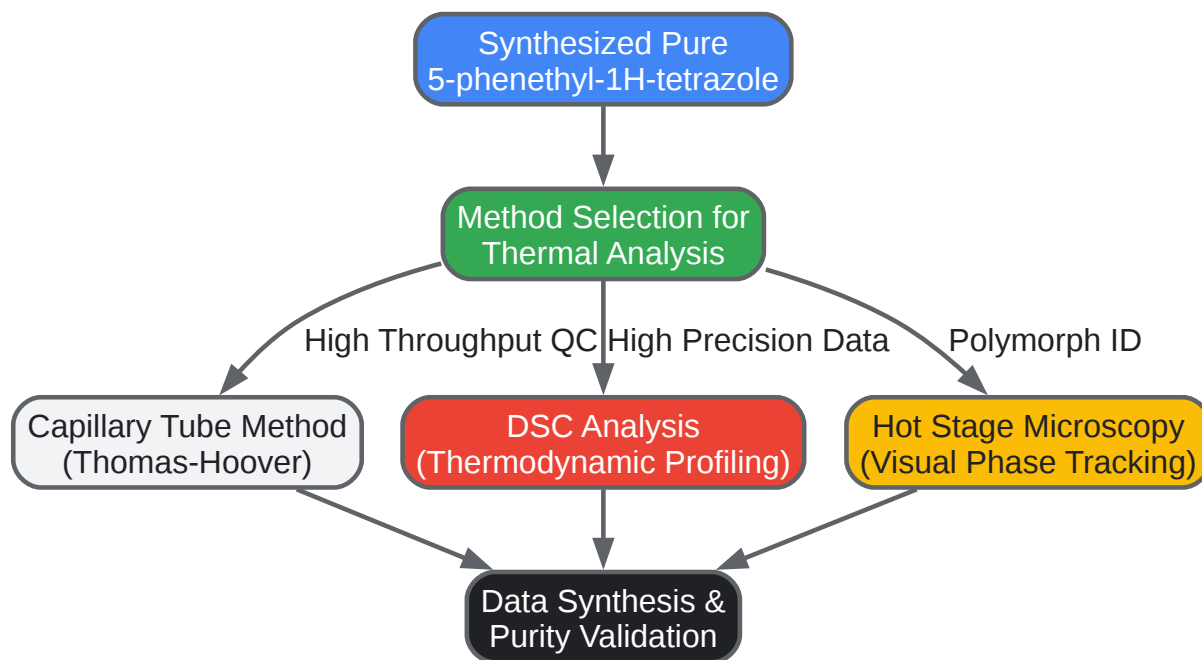 Synthesized Pure
5-phenethyl-1H-tetrazole
Method Selection for
Thermal Analysis
High Throughput QC
High Precision Data
Polymorph ID
Capillary Tube Method
(Thomas-Hoover)
DSC Analysis
(Thermodynamic Profiling)
Hot Stage Microscopy
(Visual Phase Tracking)
Data Synthesis &
Purity Validation